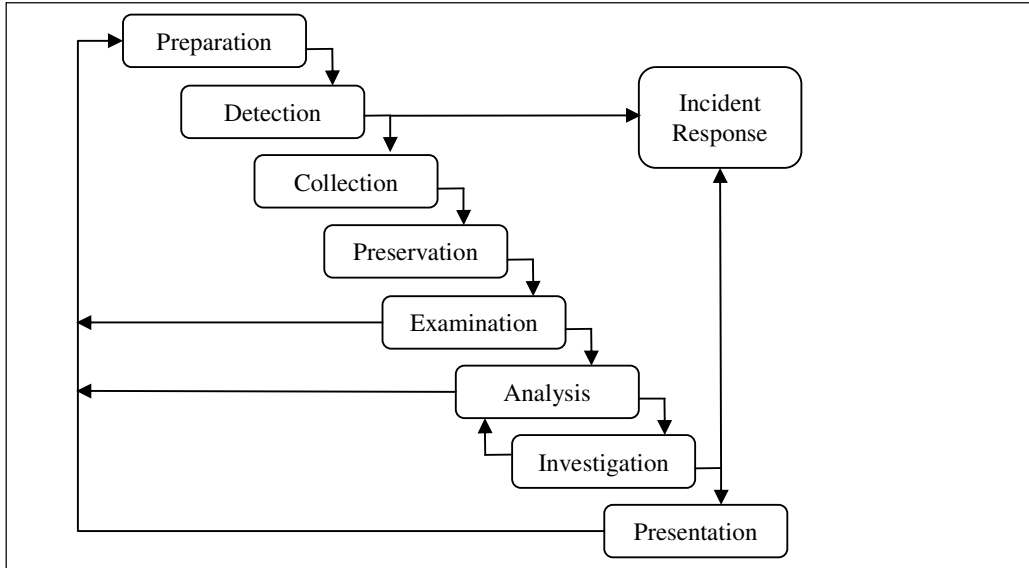 Preparation
Detection
Incident
Response
Collection
Preservation
Examination
Analysis
Investigation
Presentation